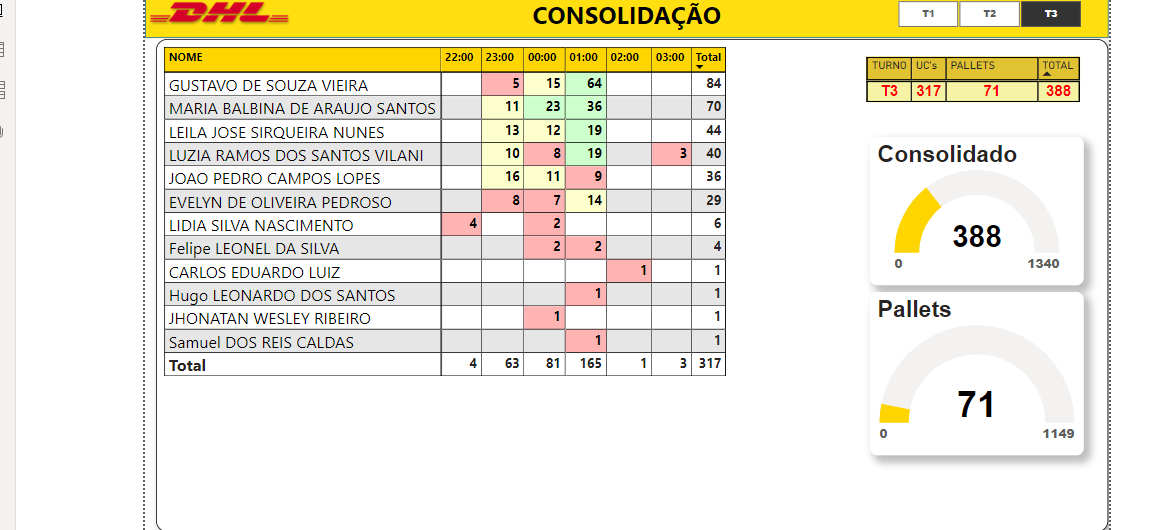 DHL
CONSOLIDAÇÃO
T1 T2 T3
NOME 22:00 23:00 00:00 01:00 02:00 03:00 Total
GUSTAVO DE SOUZA VIEIRA 5 15 64 84
MARIA BALBINA DE ARAUJO SANTOS 11 23 36 70
LEILA JOSE SIRQUEIRA NUNES 13 12 19 44
LUZIA RAMOS DOS SANTOS VILANI 10 8 19 3 40
JOAO PEDRO CAMPOS LOPES 16 11 9 36
EVELYN DE OLIVEIRA PEDROSO 8 7 14 29
LIDIA SILVA NASCIMENTO 4 2 6
Felipe LEONEL DA SILVA 2 2 4
CARLOS EDUARDO LUIZ 1 1
Hugo LEONARDO DOS SANTOS 1 1
JHONATAN WESLEY RIBEIRO 1 1
Samuel DOS REIS CALDAS 1 1
Total 4 63 81 165 1 3 317
TURNO UC's PALLETS TOTAL
T3 317 71 388
Consolidado
388
0 1340
Pallets
71
0 1149